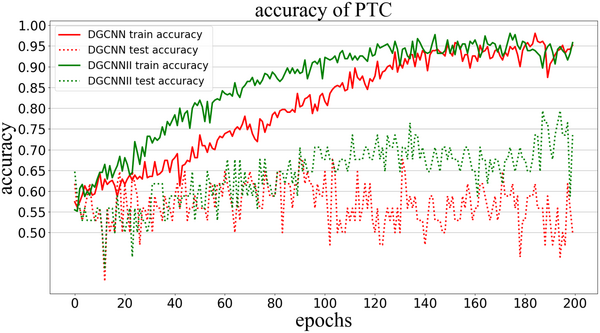 accuracy of PTC
DGCNN train accuracy
DGCNN test accuracy
DGCNNII train accuracy
DGCNNII test accuracy
accuracy
1.00
0.95
0.90
0.85
0.80
0.75
0.70
0.65
0.60
0.55
0.50
0 20 40 60 80 100 120 140 160 180 200
epochs